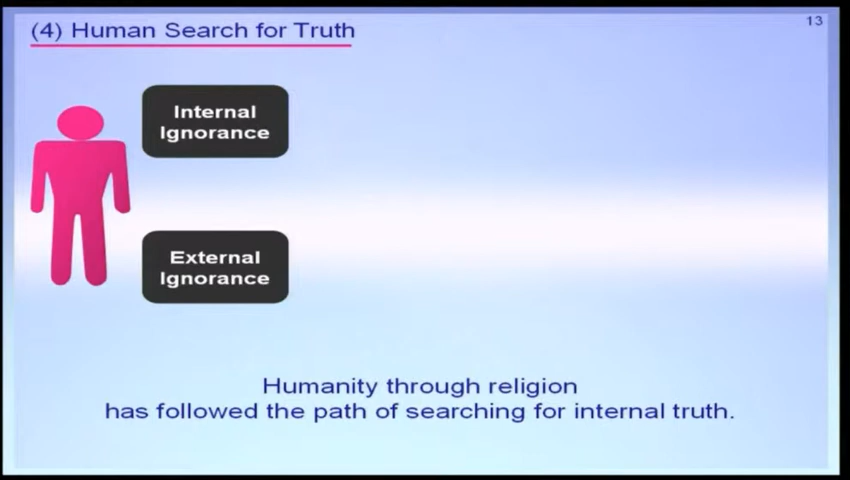 (4) Human Search for Truth
13
Internal
Ignorance
External
Ignorance
Humanity through religion
has followed the path of searching for internal truth.